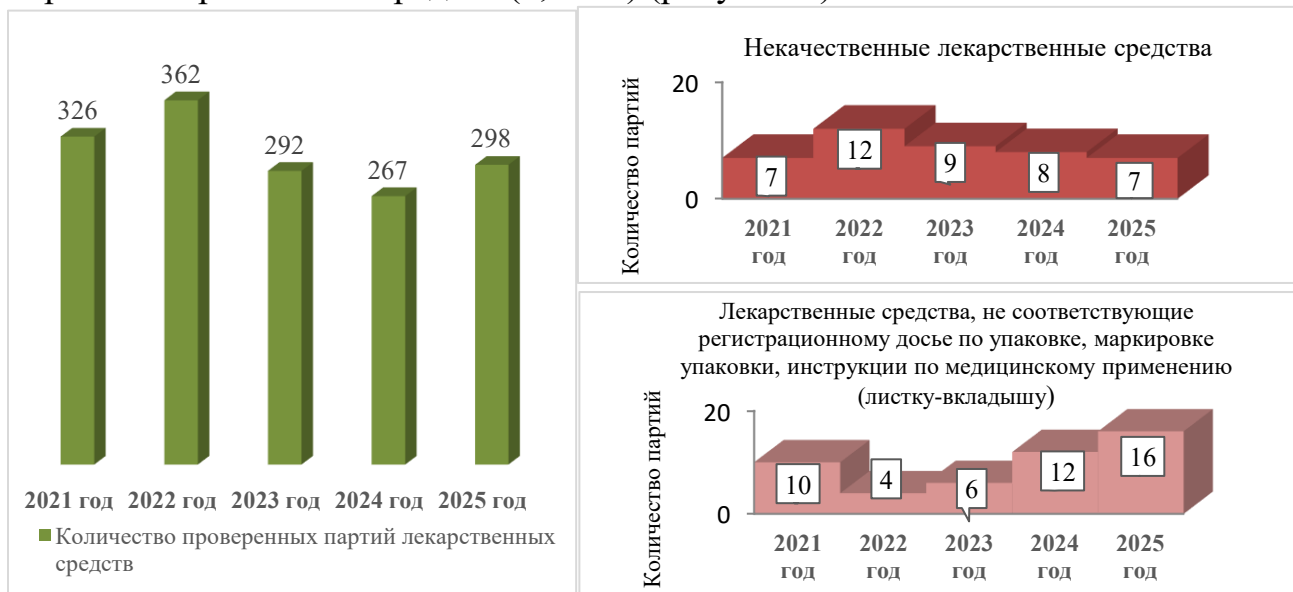 326
362
292
267
298
2021 год 2022 год 2023 год 2024 год 2025 год
Количество проверенных партий лекарственных
средств
Некачественные лекарственные средства
Количество партий
20
0
7
12
9
8
7
2021 2022 2023 2024 2025
год год год год год
Лекарственные средства, не соответствующие
регистрационному досье по упаковке, маркировке
упаковки, инструкции по медицинскому применению
(листку-вкладышу)
Количество партий
20
0
10
4
6
12
16
2021 2022 2023 2024 2025
год год год год год